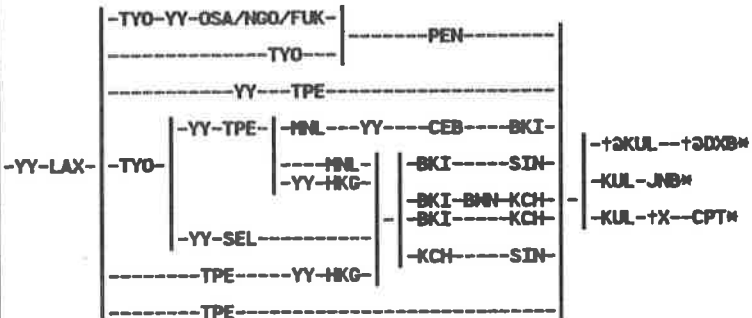 -TYO-YY-OSA/NGO/FUK-
--------------TYO---- -------PEN---------
-----------YY---TPE-----------------------
-YY-TPE- -MNL---YY----CEB----BKI-
-†∂KUL--†∂DXB*
-YY-LAX- -TYO- ----MNL- -BKI-----SIN-
-YY-HKG- -KUL-JNB*
-BKI-BWN-KCH-
-BKI-----KCH- -KUL-†X--CPT*
-YY-SEL----------
-KCH-----SIN-
--------TPE----YY-HKG-
--------TPE----------------------------